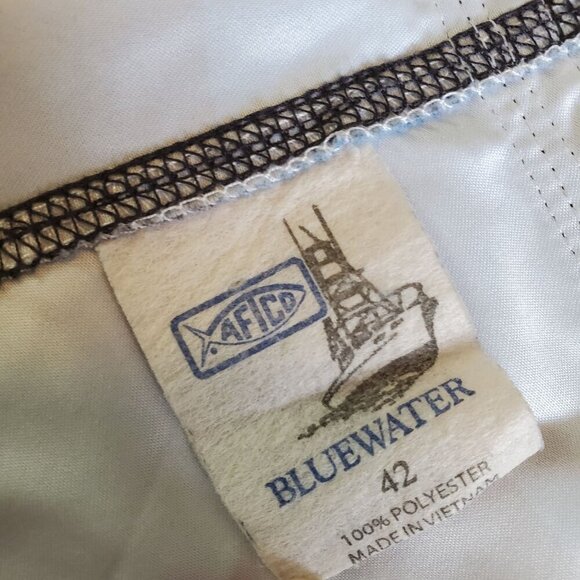 AFTCO
BLUEWATER
42
100% POLYESTER
MADE IN VIETNAM